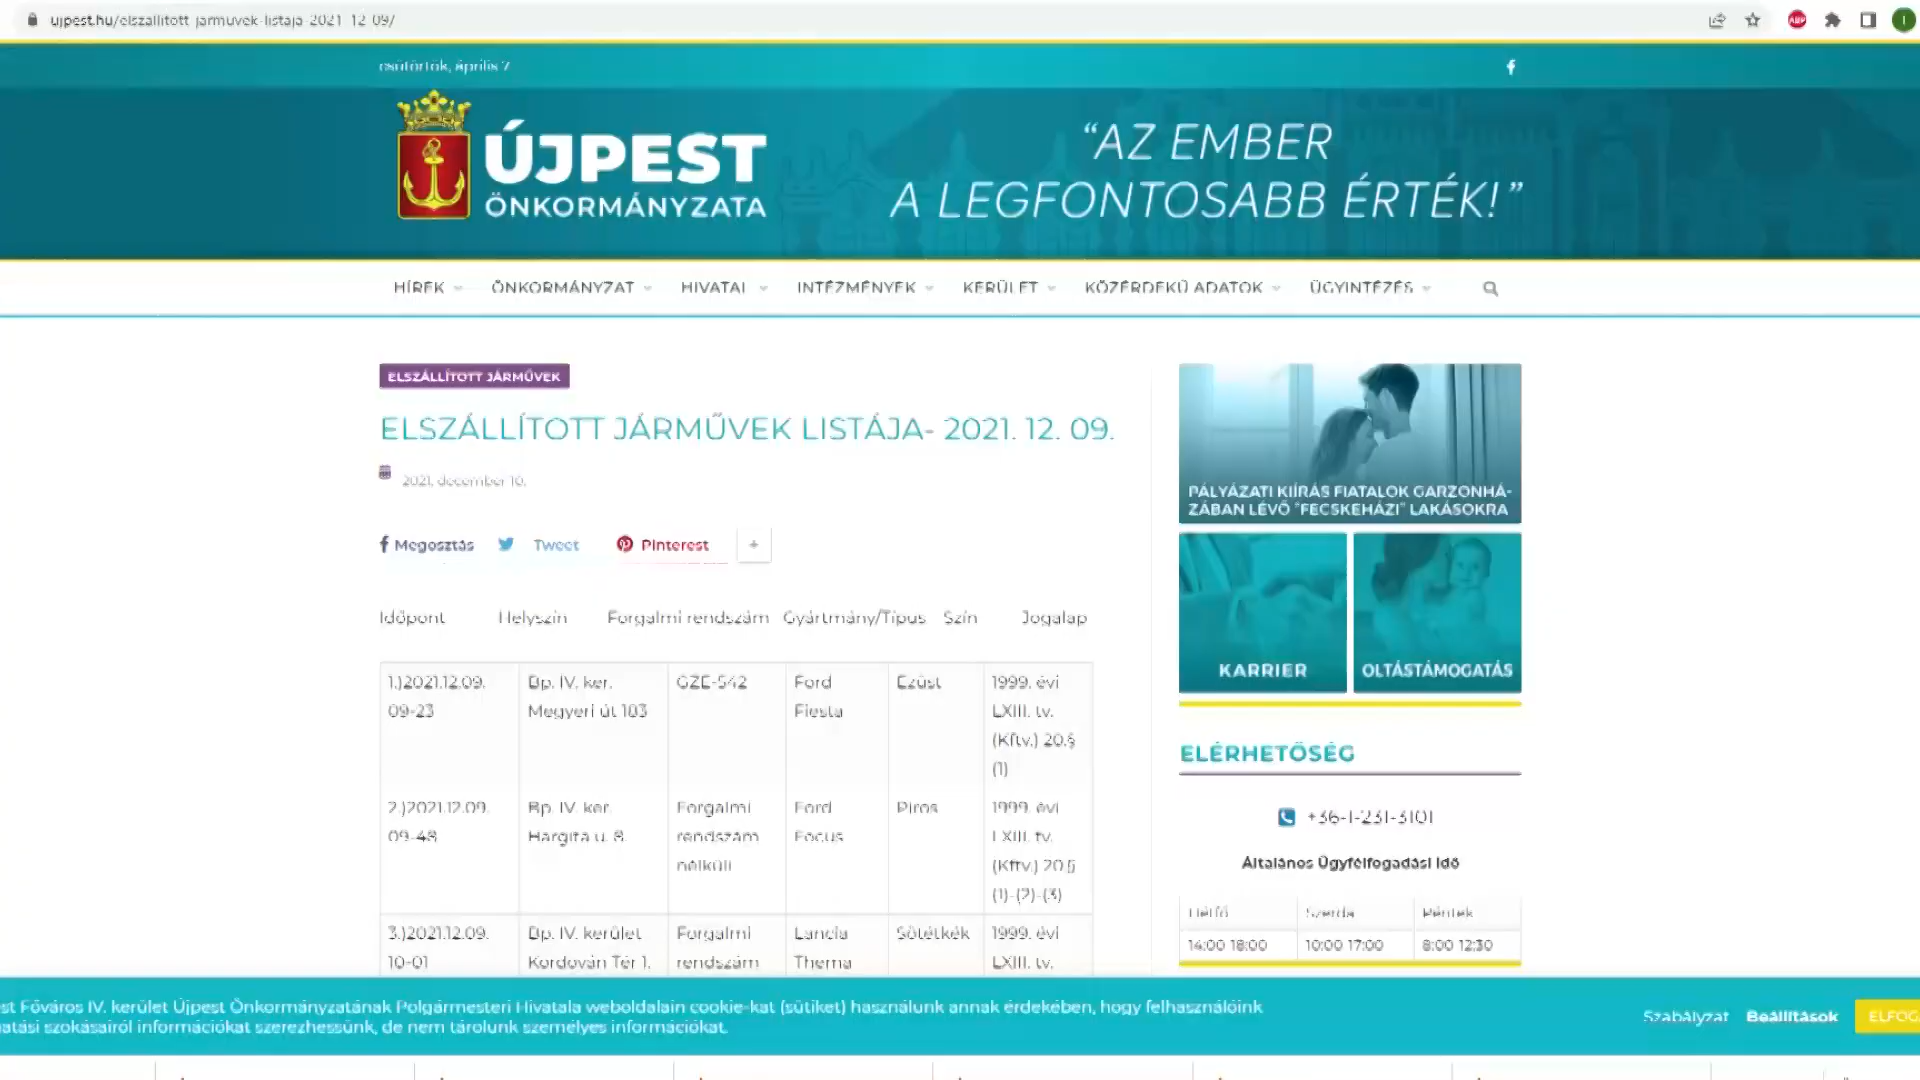 ujpest.hu/elszallitott-jarmuvek-listaja-2021-12-09/
ABP
I
csütörtök, április 7
ÚJPEST
ÖNKORMÁNYZATA
“AZ EMBER
A LEGFONTOSABB ÉRTÉK!”
HÍREK ÖNKORMÁNYZAT HIVATAL INTÉZMÉNYEK KERÜLET KÖZÉRDEKŰ ADATOK ÜGYINTÉZÉS
ELSZÁLLÍTOTT JÁRMŰVEK
ELSZÁLLÍTOTT JÁRMŰVEK LISTÁJA- 2021. 12. 09.
2021. december 10.
Megosztás Tweet Pinterest +
Időpont Helyszín Forgalmi rendszám Gyártmány/Típus Szín Jogalap
1.)2021.12.09. Bp. IV. ker. GZE-542 Ford Ezüst 1999. évi
09-23 Megyeri út 183 Fiesta LXIII. tv.
(Kftv.) 20.§
(1)
2.)2021.12.09. Bp. IV. ker. Forgalmi Ford Piros 1999. évi
09-48 Hargita u. 8. rendszám Focus LXIII. tv.
nélküli (Kftv.) 20.§
(1)-(2)-(3)
3.)2021.12.09. Bp. IV. kerület Forgalmi Lancia Sötétkék 1999. évi
10-01 Kordován Tér 1. rendszám Thema LXIII. tv.
PÁLYÁZATI KIÍRÁS FIATALOK GARZONHÁ-
ZÁBAN LÉVŐ “FECSKEHÁZI” LAKÁSOKRA
KARRIER OLTÁSTÁMOGATÁS
ELÉRHETŐSÉG
+36-1-231-3101
Általános Ügyfélfogadási Idő
Hétfő Szerda Péntek
14:00 18:00 10:00 17:00 8:00 12:30
st Főváros IV. kerület Újpest Önkormányzatának Polgármesteri Hivatala weboldalain cookie-kat (sütiket) használunk annak érdekében, hogy felhasználóink
atási szokásairól információkat szerezhessünk, de nem tárolunk személyes információkat.
Szabályzat Beállítások ELFOG